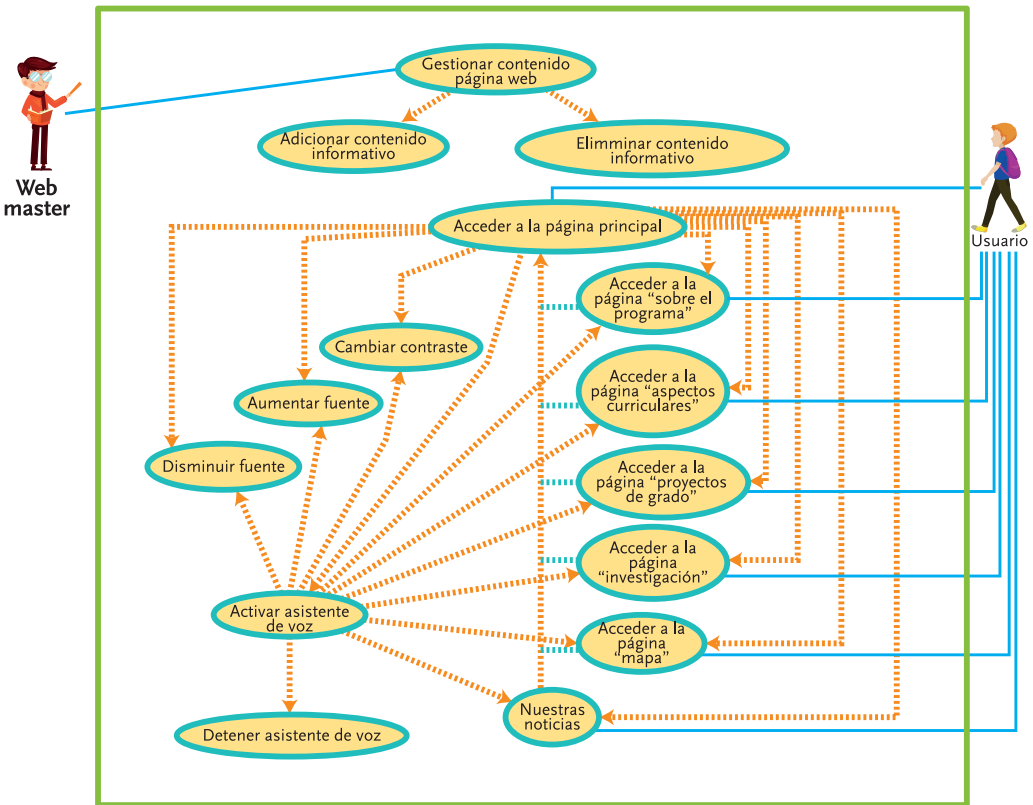 Gestionar contenido
página web
Adicionar contenido
informativo
Elimminar contenido
informativo
Web
master
Usuario
Acceder a la página principal
Acceder a la
página “sobre el
programa”
Cambiar contraste
Acceder a la
página “aspectos
curriculares”
Aumentar fuente
Disminuir fuente
Acceder a la
página “proyectos
de grado”
Acceder a la
página
“investigación”
Activar asistente
de voz
Acceder a la
página
“mapa”
Nuestras
noticias
Detener asistente de voz